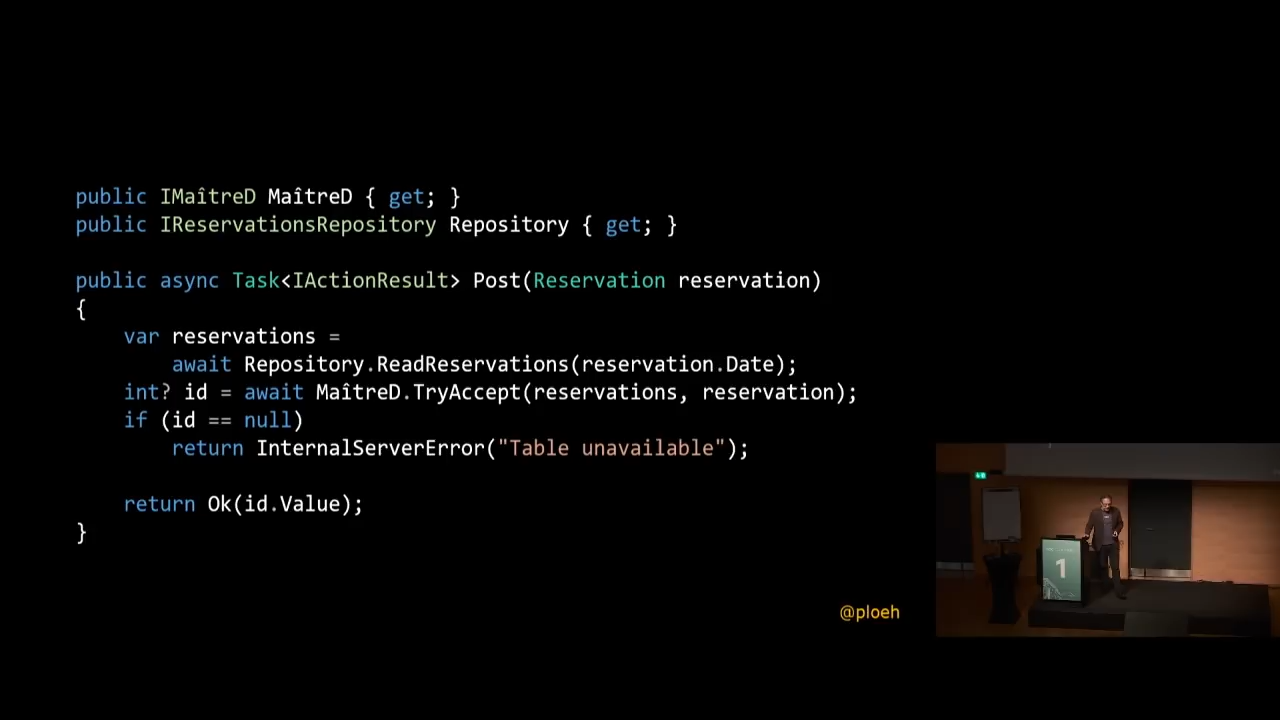 public IMaîtreD MaîtreD { get; }
public IReservationsRepository Repository { get; }
public async Task<IActionResult> Post(Reservation reservation)
{
var reservations =
await Repository.ReadReservations(reservation.Date);
int? id = await MaîtreD.TryAccept(reservations, reservation);
if (id == null)
return InternalServerError("Table unavailable");
return Ok(id.Value);
}
@ploeh
1